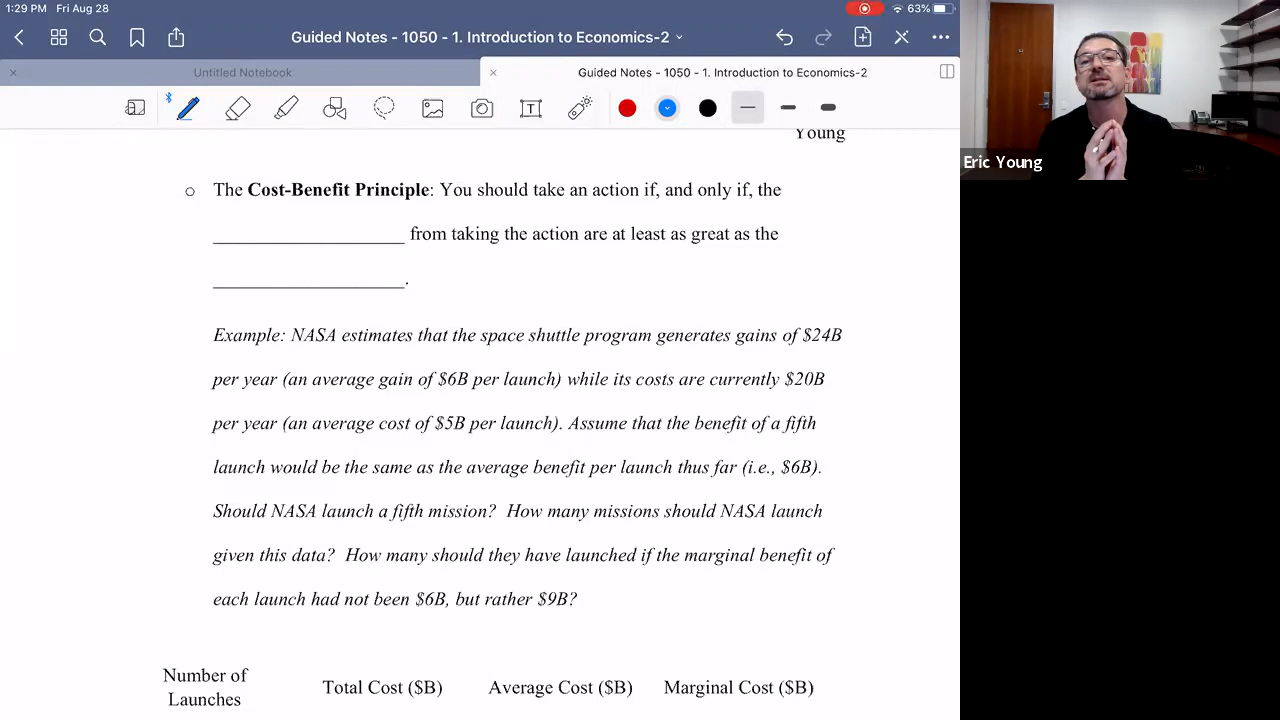 1:29 PM Fri Aug 28
63%
Guided Notes - 1050 - 1. Introduction to Economics-2
Untitled Notebook
Guided Notes - 1050 - 1. Introduction to Economics-2
T
Young
Eric Young
The Cost-Benefit Principle: You should take an action if, and only if, the
____________________ from taking the action are at least as great as the
____________________.
Example: NASA estimates that the space shuttle program generates gains of $24B
per year (an average gain of $6B per launch) while its costs are currently $20B
per year (an average cost of $5B per launch). Assume that the benefit of a fifth
launch would be the same as the average benefit per launch thus far (i.e., $6B).
Should NASA launch a fifth mission? How many missions should NASA launch
given this data? How many should they have launched if the marginal benefit of
each launch had not been $6B, but rather $9B?
Number of
Launches
Total Cost ($B)
Average Cost ($B)
Marginal Cost ($B)